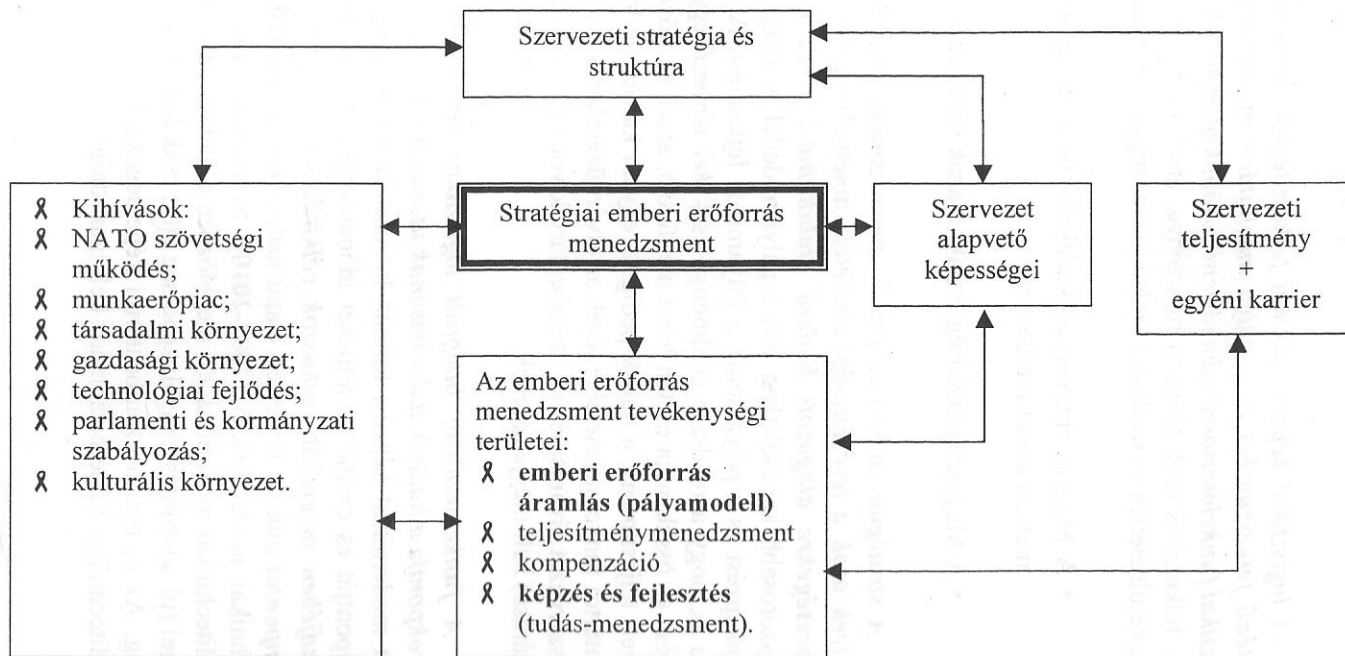 Szervezeti stratégia és
struktúra
Kihívások:
NATO szövetségi
működés;
munkaerőpiac;
társadalmi környezet;
gazdasági környezet;
technológiai fejlődés;
parlamenti és kormányzati
szabályozás;
kulturális környezet.
Stratégiai emberi erőforrás
menedzsment
Szervezet
alapvető
képességei
Szervezeti
teljesítmény
+
egyéni karrier
Az emberi erőforrás
menedzsment tevékenységi
területei:
emberi erőforrás
áramlás (pályamodell)
teljesítménymenedzsment
kompenzáció
képzés és fejlesztés
(tudás-menedzsment).